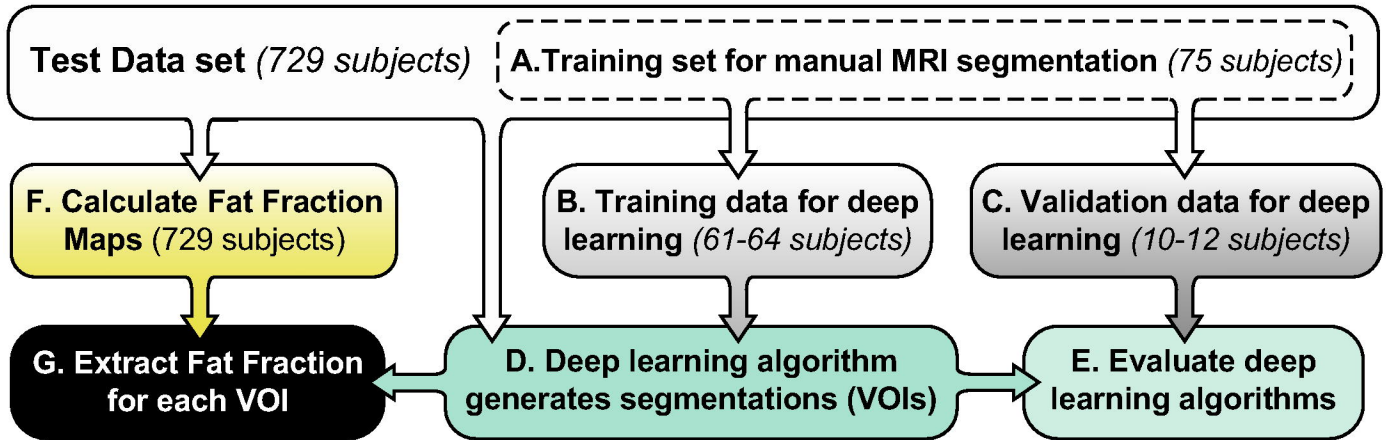 Test Data set (729 subjects)
A.Training set for manual MRI segmentation (75 subjects)
F. Calculate Fat Fraction
Maps (729 subjects)
B. Training data for deep
learning (61-64 subjects)
C. Validation data for deep
learning (10-12 subjects)
G. Extract Fat Fraction
for each VOI
D. Deep learning algorithm
generates segmentations (VOIs)
E. Evaluate deep
learning algorithms